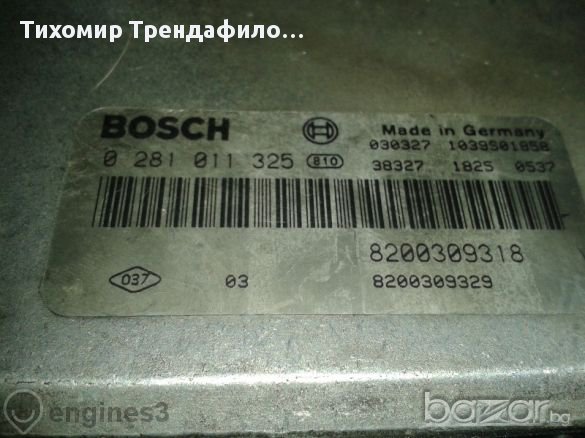 Тихомир Трендафило...
BOSCH
Made in Germany
0 281 011 325 810
030327 1039S01858
38327 1825 0537
8200309318
037 03 8200309329
engines3
bazar.bg